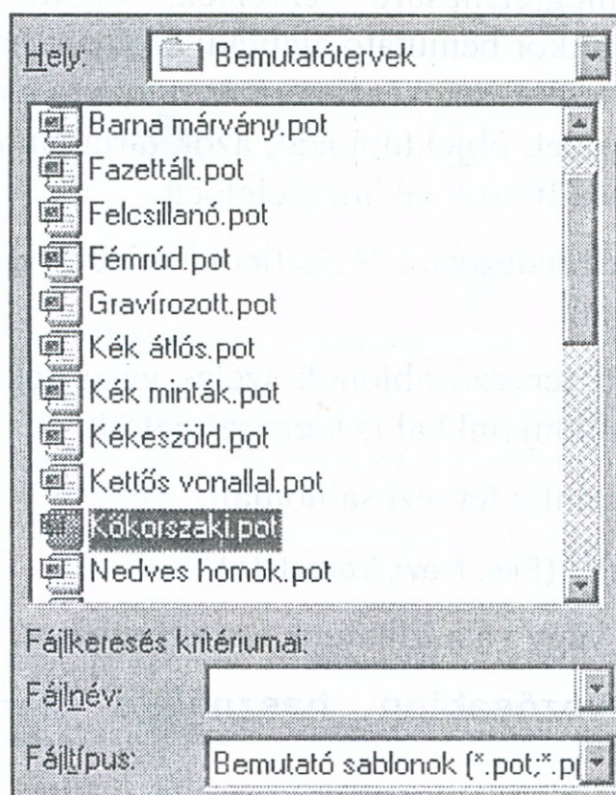 Hely: Bemutatótervek
Barna márvány.pot
Fazettált.pot
Felcsillanó.pot
Fémrúd.pot
Gravírozott.pot
Kék átlós.pot
Kék minták.pot
Kékeszöld.pot
Kettős vonallal.pot
Kőkorszaki.pot
Nedves homok.pot
Fájlkeresés kritériumai:
Fájlnév:
Fájltípus: Bemutató sablonok (*.pot;*.p